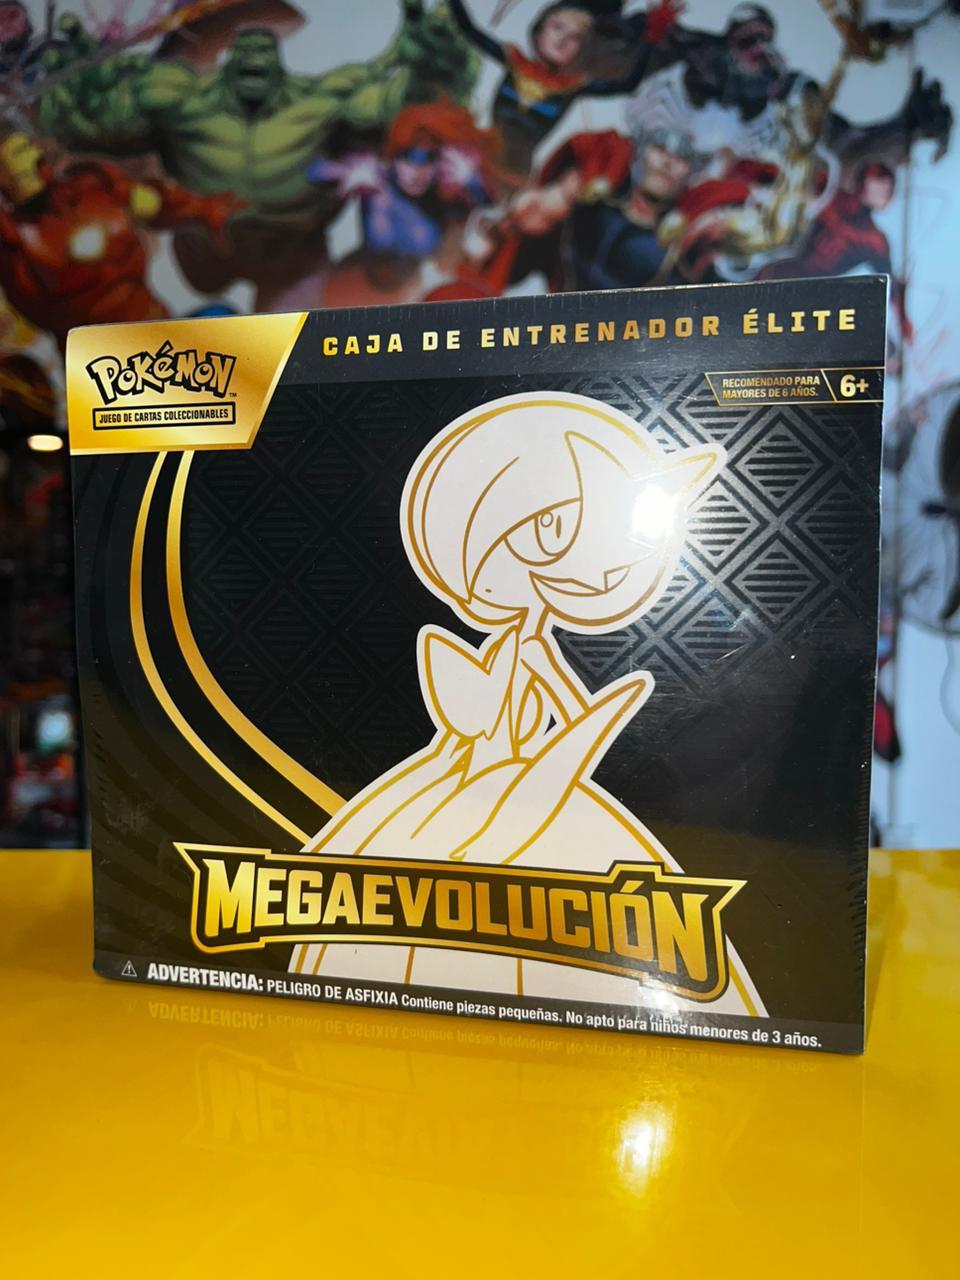 POKÉMON™
JUEGO DE CARTAS COLECCIONABLES
CAJA DE ENTRENADOR ÉLITE
RECOMENDADO PARA
MAYORES DE 6 AÑOS.
6+
MEGAEVOLUCIÓN
ADVERTENCIA: PELIGRO DE ASFIXIA Contiene piezas pequeñas. No apto para niños menores de 3 años.